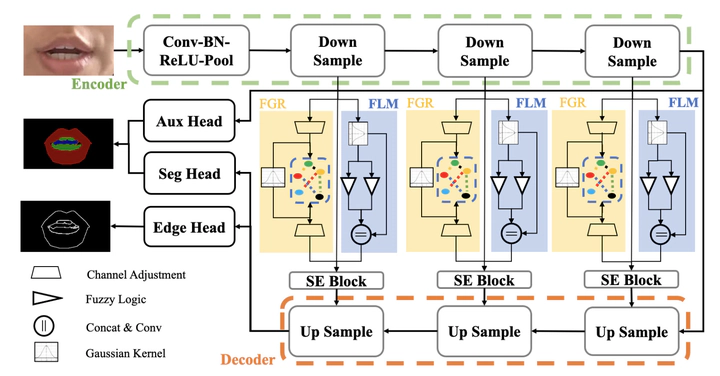 Conv-BN-
ReLU-Pool
Down
Sample
Down
Sample
Down
Sample
Encoder
FGR
FLM
FGR
FLM
FGR
FLM
Aux Head
Seg Head
Edge Head
Channel Adjustment
Fuzzy Logic
Concat & Conv
Gaussian Kernel
SE Block
SE Block
SE Block
Up Sample
Up Sample
Up Sample
Decoder